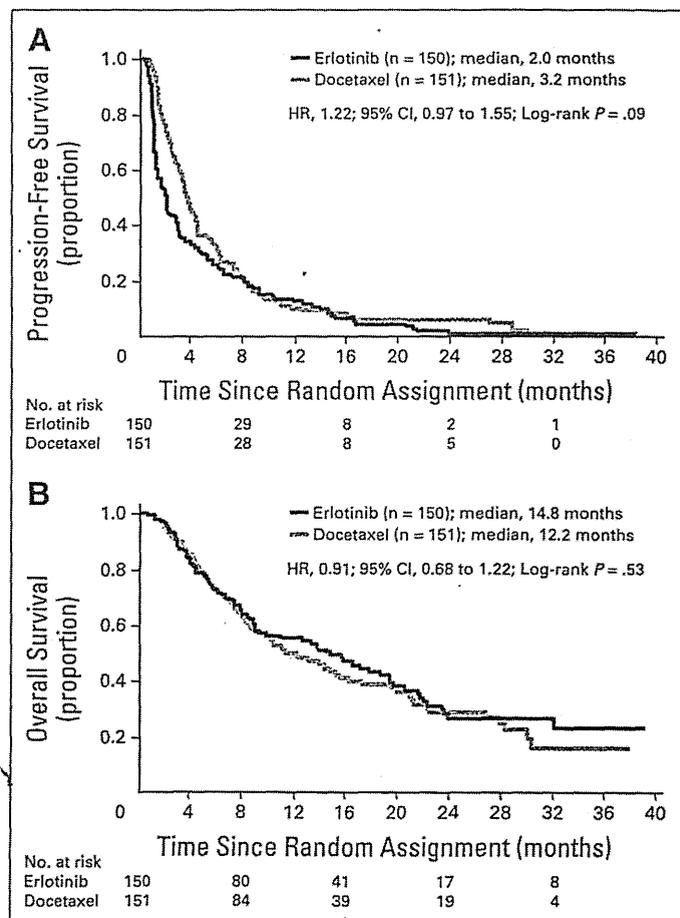 A
Progression-Free Survival
(proportion)
1.0
0.8
0.6
0.4
0.2
Erlotinib (n = 150); median, 2.0 months
Docetaxel (n = 151); median, 3.2 months
HR, 1.22; 95% CI, 0.97 to 1.55; Log-rank P = .09
0 4 8 12 16 20 24 28 32 36 40
Time Since Random Assignment (months)
No. at risk
Erlotinib 150 29 8 2 1
Docetaxel 151 28 8 5 0
B
Overall Survival
(proportion)
1.0
0.8
0.6
0.4
0.2
Erlotinib (n = 150); median, 14.8 months
Docetaxel (n = 151); median, 12.2 months
HR, 0.91; 95% CI, 0.68 to 1.22; Log-rank P = .53
0 4 8 12 16 20 24 28 32 36 40
Time Since Random Assignment (months)
No. at risk
Erlotinib 150 80 41 17 8
Docetaxel 151 84 39 19 4